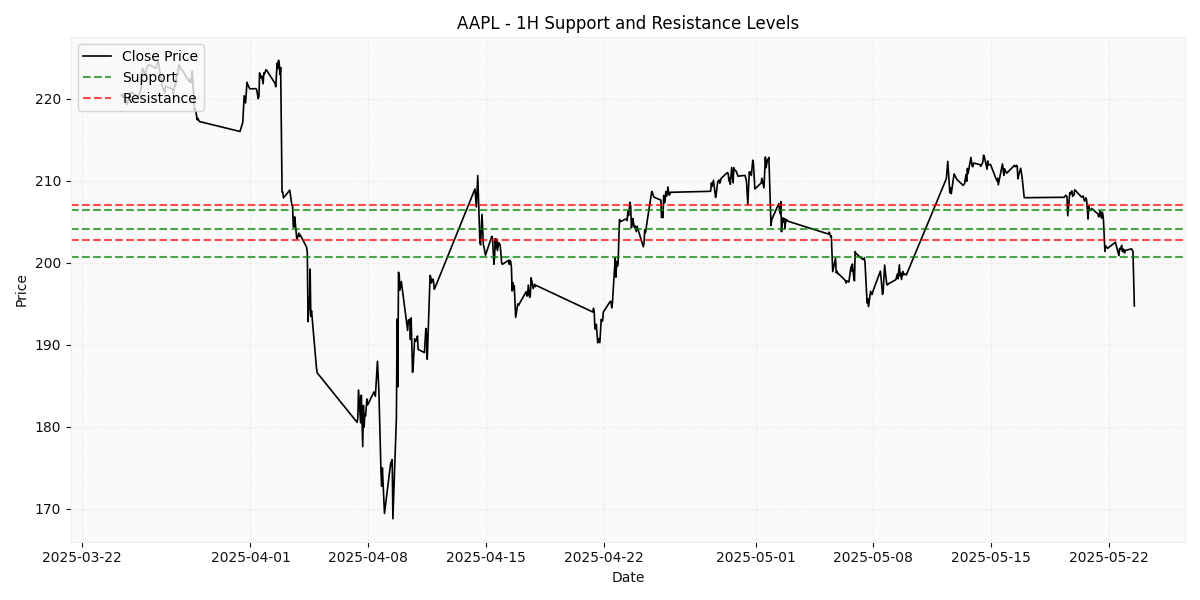 AAPL - 1H Support and Resistance Levels
Close Price
Support
Resistance
Price
220
210
200
190
180
170
2025-03-22
2025-04-01
2025-04-08
2025-04-15
2025-04-22
2025-05-01
2025-05-08
2025-05-15
2025-05-22
Date